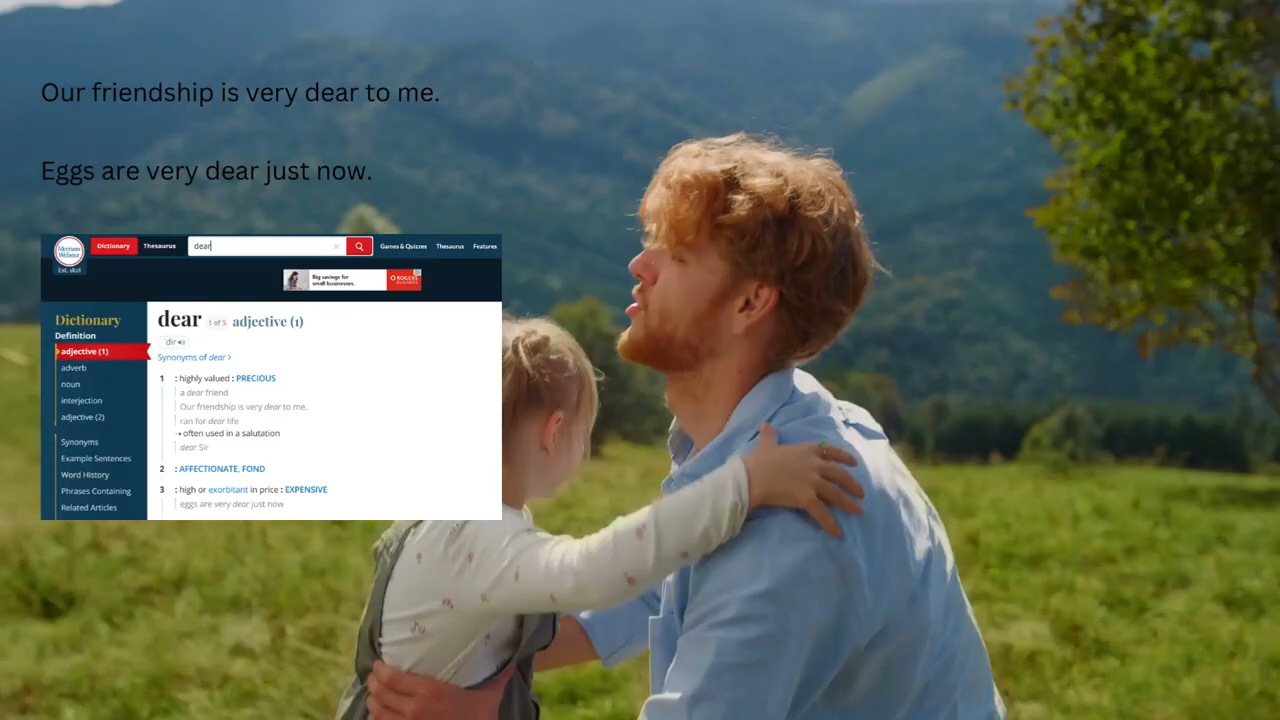 Our friendship is very dear to me.
Eggs are very dear just now.
Merriam
Webster
Est. 1828
Dictionary Thesaurus dear × Games & Quizzes Thesaurus Features
Big savings for
small businesses.
ROGERS
BUSINESS
Dictionary
Definition
adjective (1)
adverb
noun
interjection
adjective (2)
Synonyms
Example Sentences
Word History
Phrases Containing
Related Articles
dear 1 of 5 adjective (1)
ˈdir
Synonyms of dear >
1 : highly valued : PRECIOUS
a dear friend
Our friendship is very dear to me.
ran for dear life
→ often used in a salutation
dear Sir
2 : AFFECTIONATE, FOND
3 : high or exorbitant in price : EXPENSIVE
eggs are very dear just now